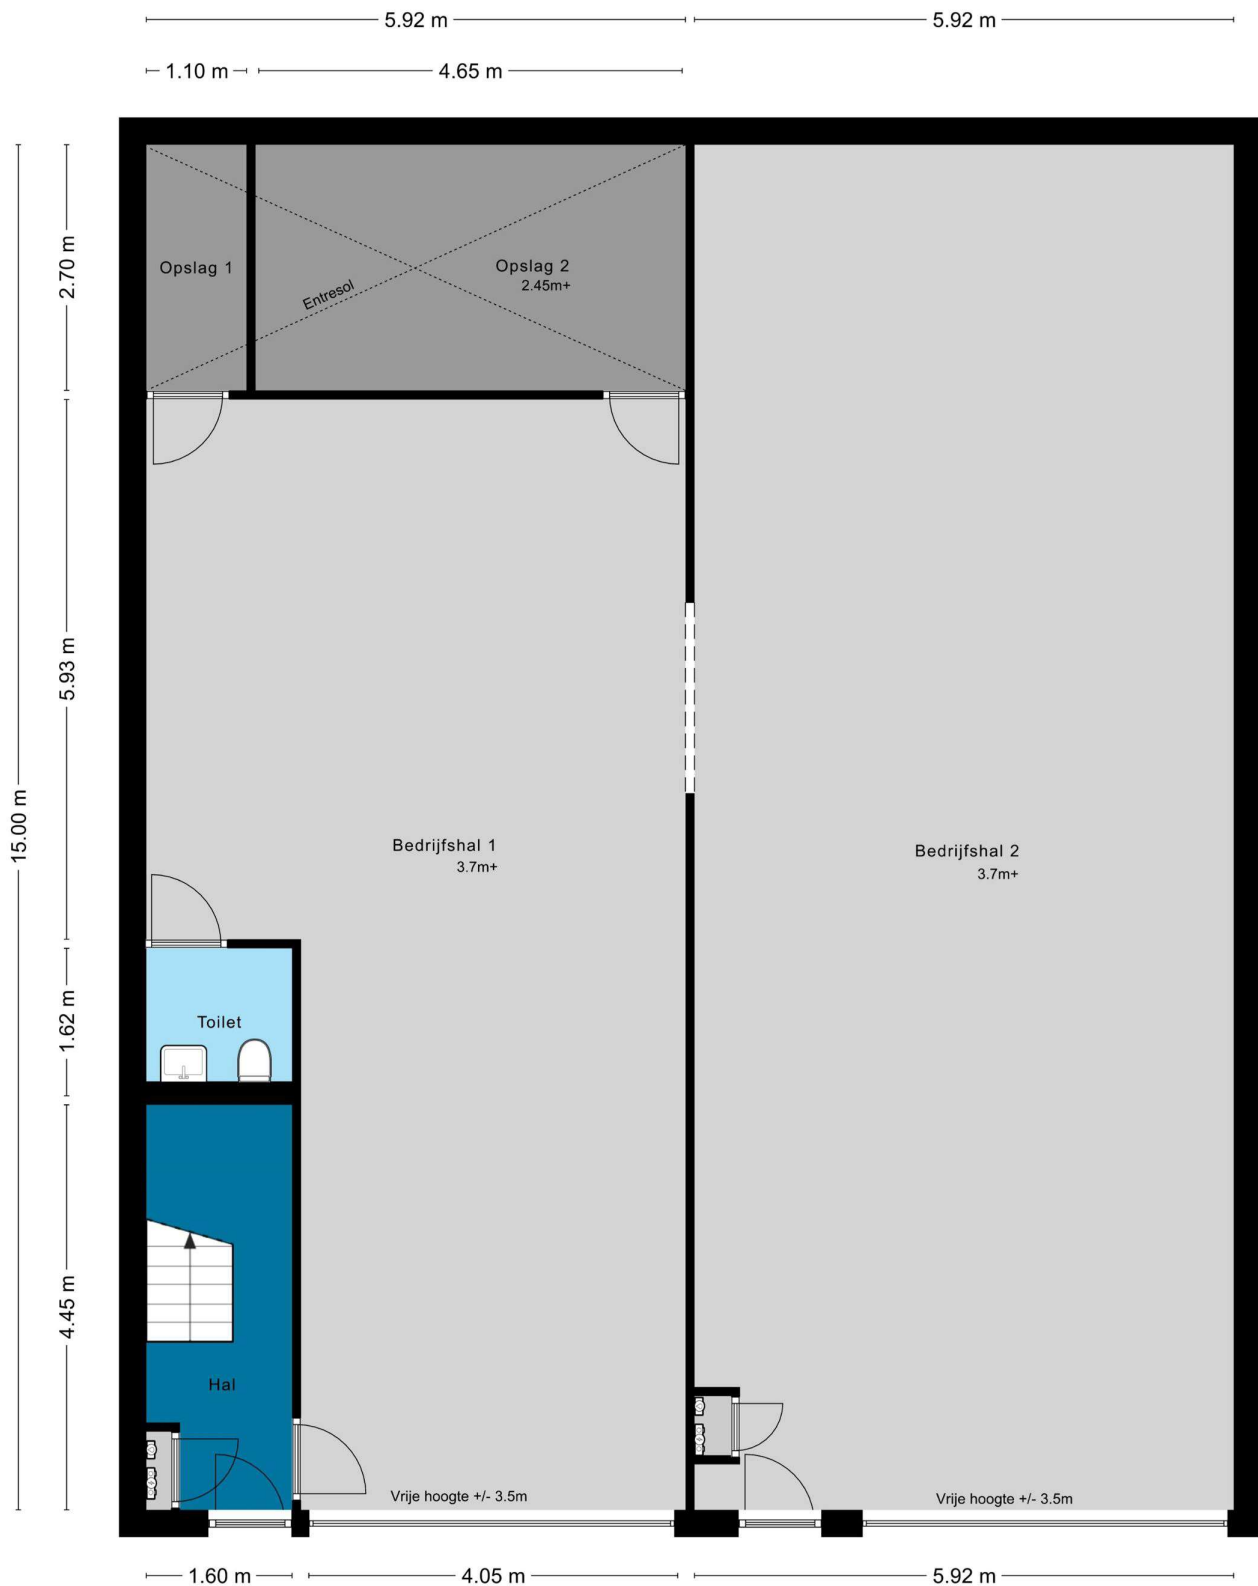 5.92 m
5.92 m
1.10 m
4.65 m
2.70 m
Opslag 1
Entresol
Opslag 2
2.45m+
5.93 m
15.00 m
Bedrijfshal 1
3.7m+
Bedrijfshal 2
3.7m+
1.62 m
Toilet
4.45 m
Hal
Vrije hoogte +/- 3.5m
Vrije hoogte +/- 3.5m
1.60 m
4.05 m
5.92 m